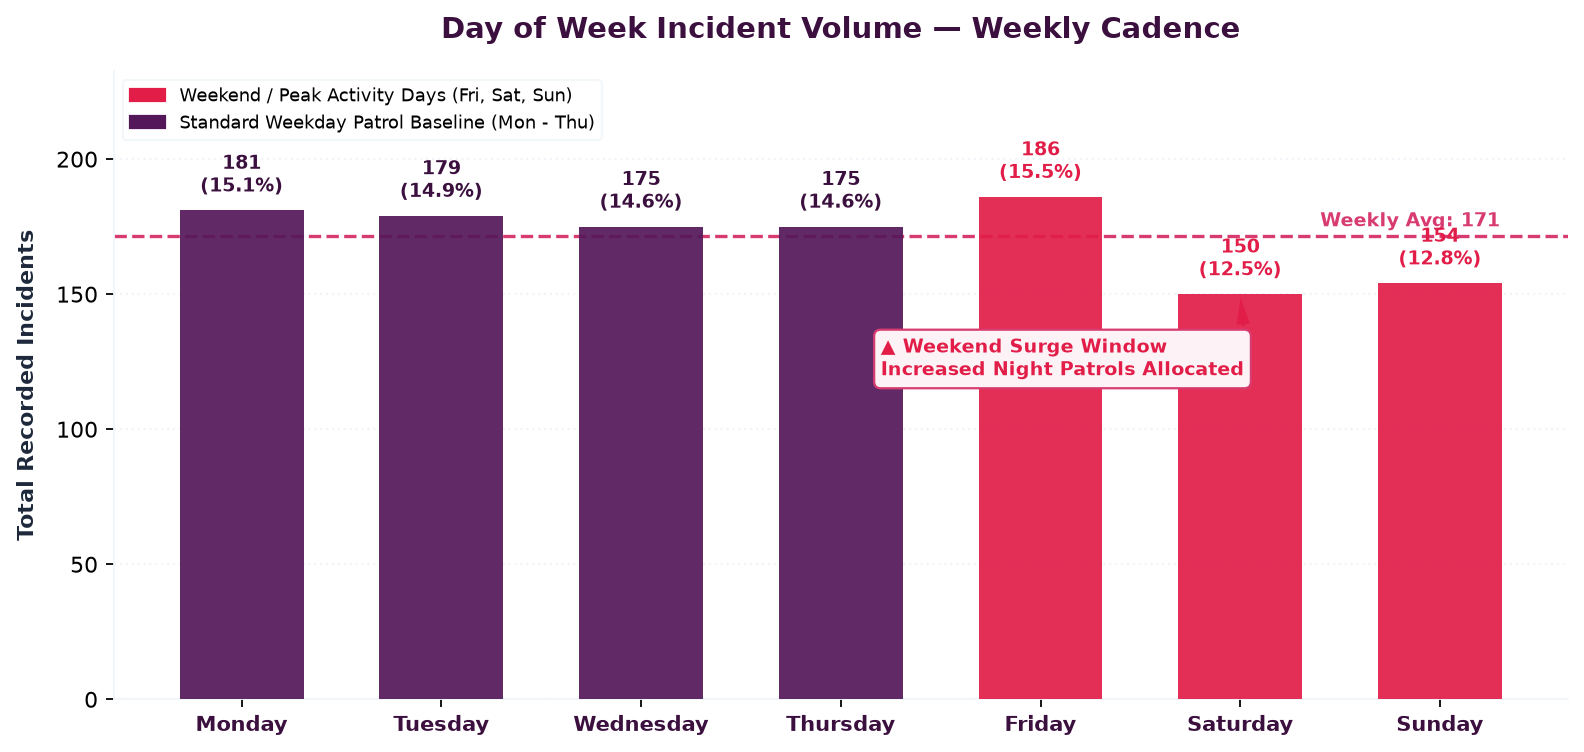 Day of Week Incident Volume — Weekly Cadence
Weekend / Peak Activity Days (Fri, Sat, Sun)
Standard Weekday Patrol Baseline (Mon - Thu)
Total Recorded Incidents
200
150
100
50
0
181
(15.1%)
179
(14.9%)
175
(14.6%)
175
(14.6%)
186
(15.5%)
150
(12.5%)
154
(12.8%)
Weekly Avg: 171
▲ Weekend Surge Window
Increased Night Patrols Allocated
Monday
Tuesday
Wednesday
Thursday
Friday
Saturday
Sunday